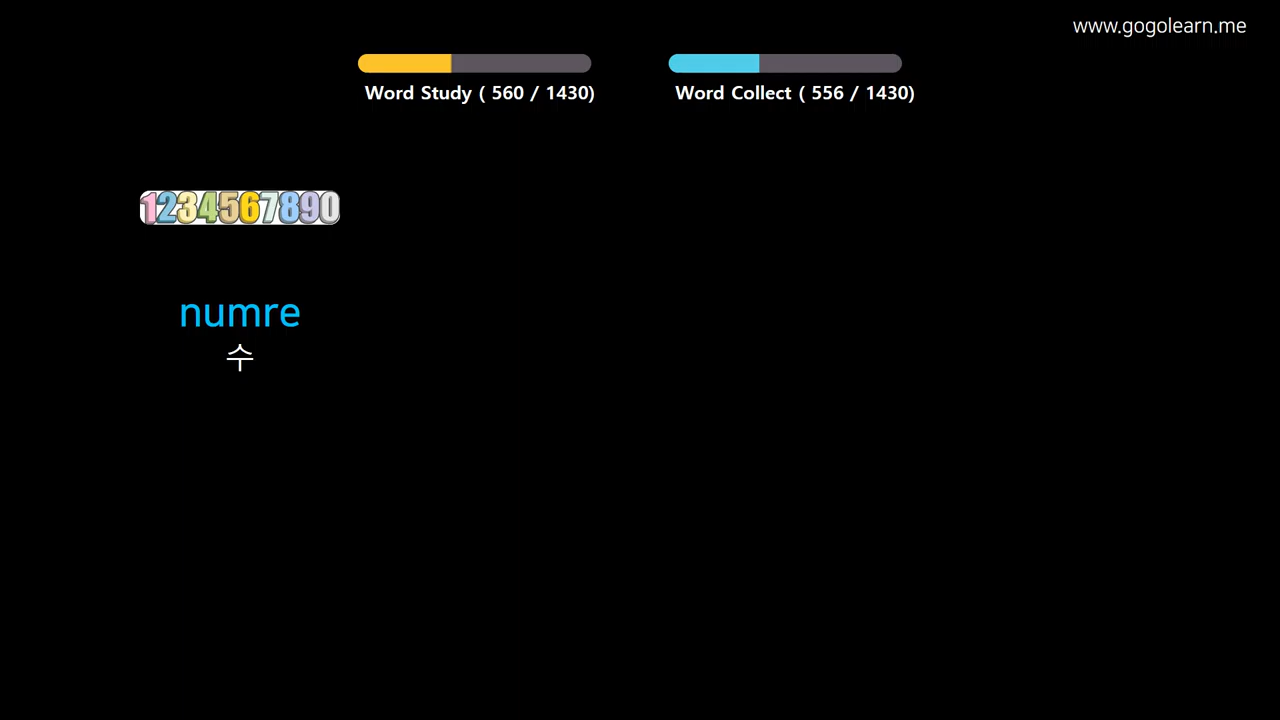 www.gogolearn.me
Word Study ( 560 / 1430)
Word Collect ( 556 / 1430)
1234567890
numre
수